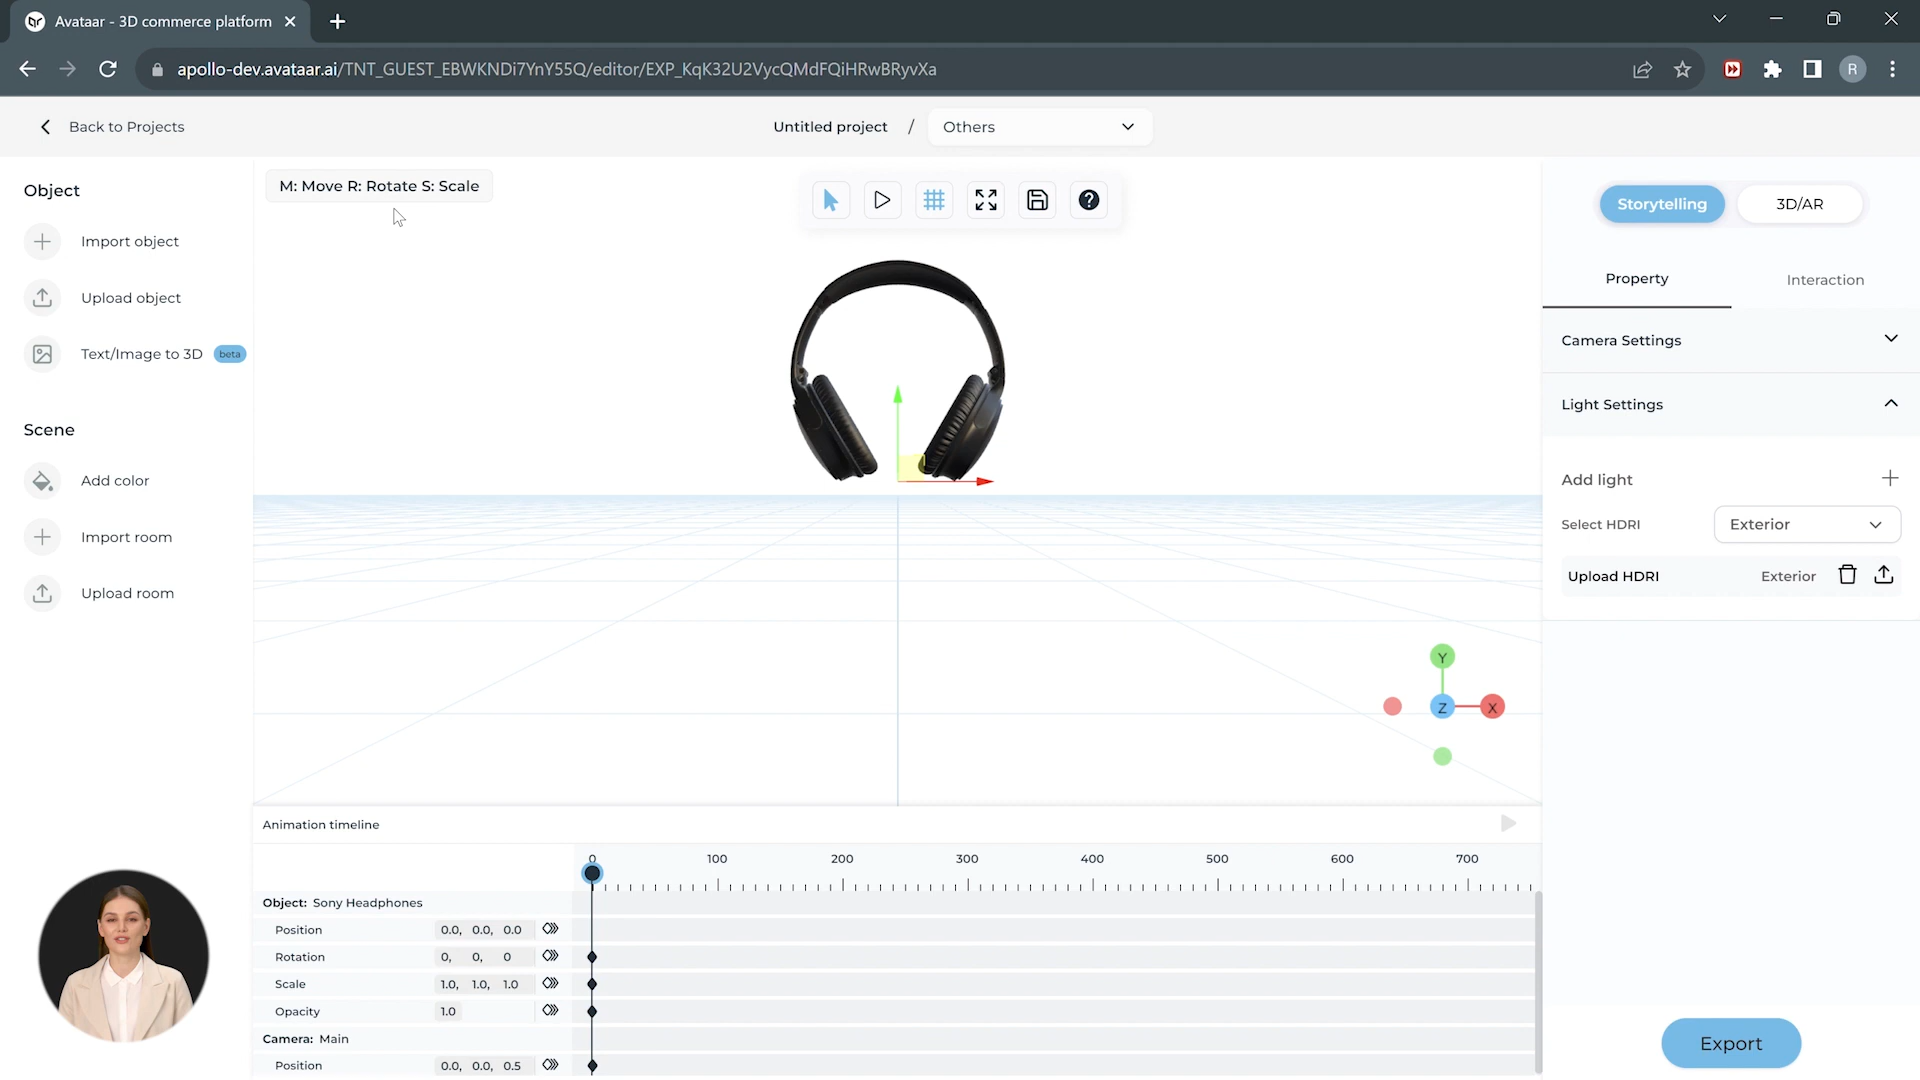 Avataar - 3D commerce platform
apollo-dev.avataar.ai/TNT_GUEST_EBWKNDi7YnY55Q/editor/EXP_KqK32U2VycQMdFQiHRwBRyvXa
R
Back to Projects
Untitled project / Others
Object
M: Move R: Rotate S: Scale
Storytelling
3D/AR
Import object
Upload object
Text/Image to 3D beta
Property
Interaction
Camera Settings
Light Settings
Scene
Add color
Import room
Upload room
Add light
Select HDRI Exterior
Upload HDRI Exterior
Y
Z
X
Animation timeline
0 100 200 300 400 500 600 700
Object: Sony Headphones
Position 0.0, 0.0, 0.0
Rotation 0, 0, 0
Scale 1.0, 1.0, 1.0
Opacity 1.0
Camera: Main
Position 0.0, 0.0, 0.5
Export